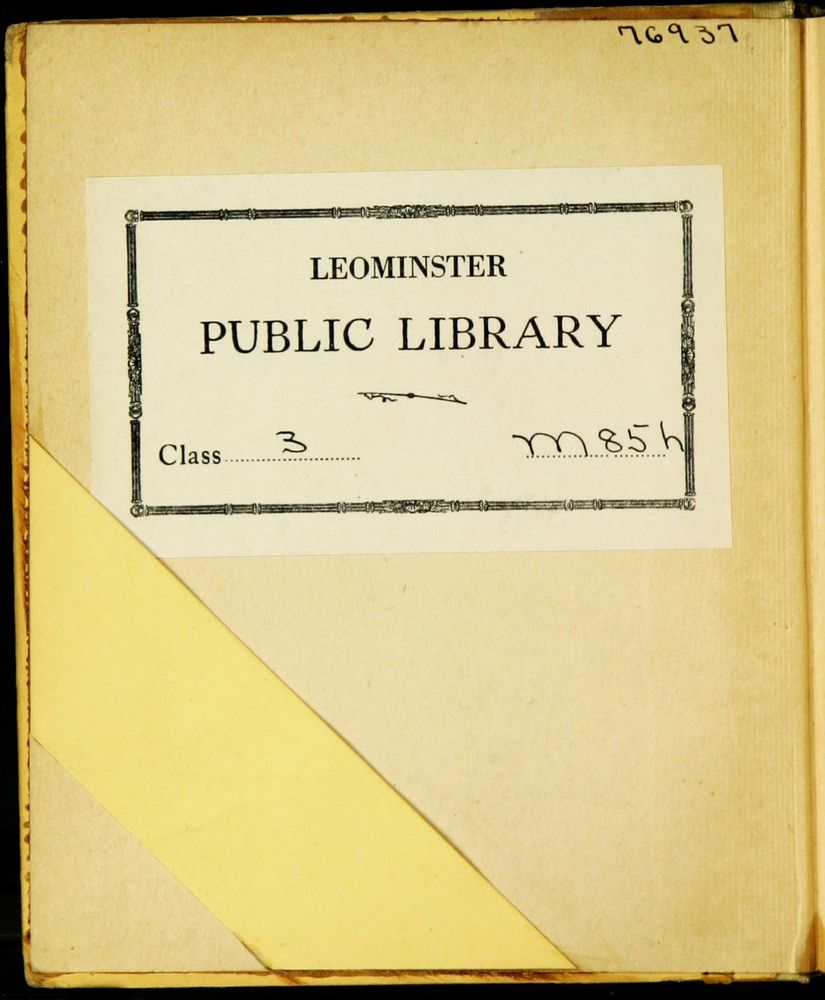 76937
LEOMINSTER
PUBLIC LIBRARY
Class 3 M85h